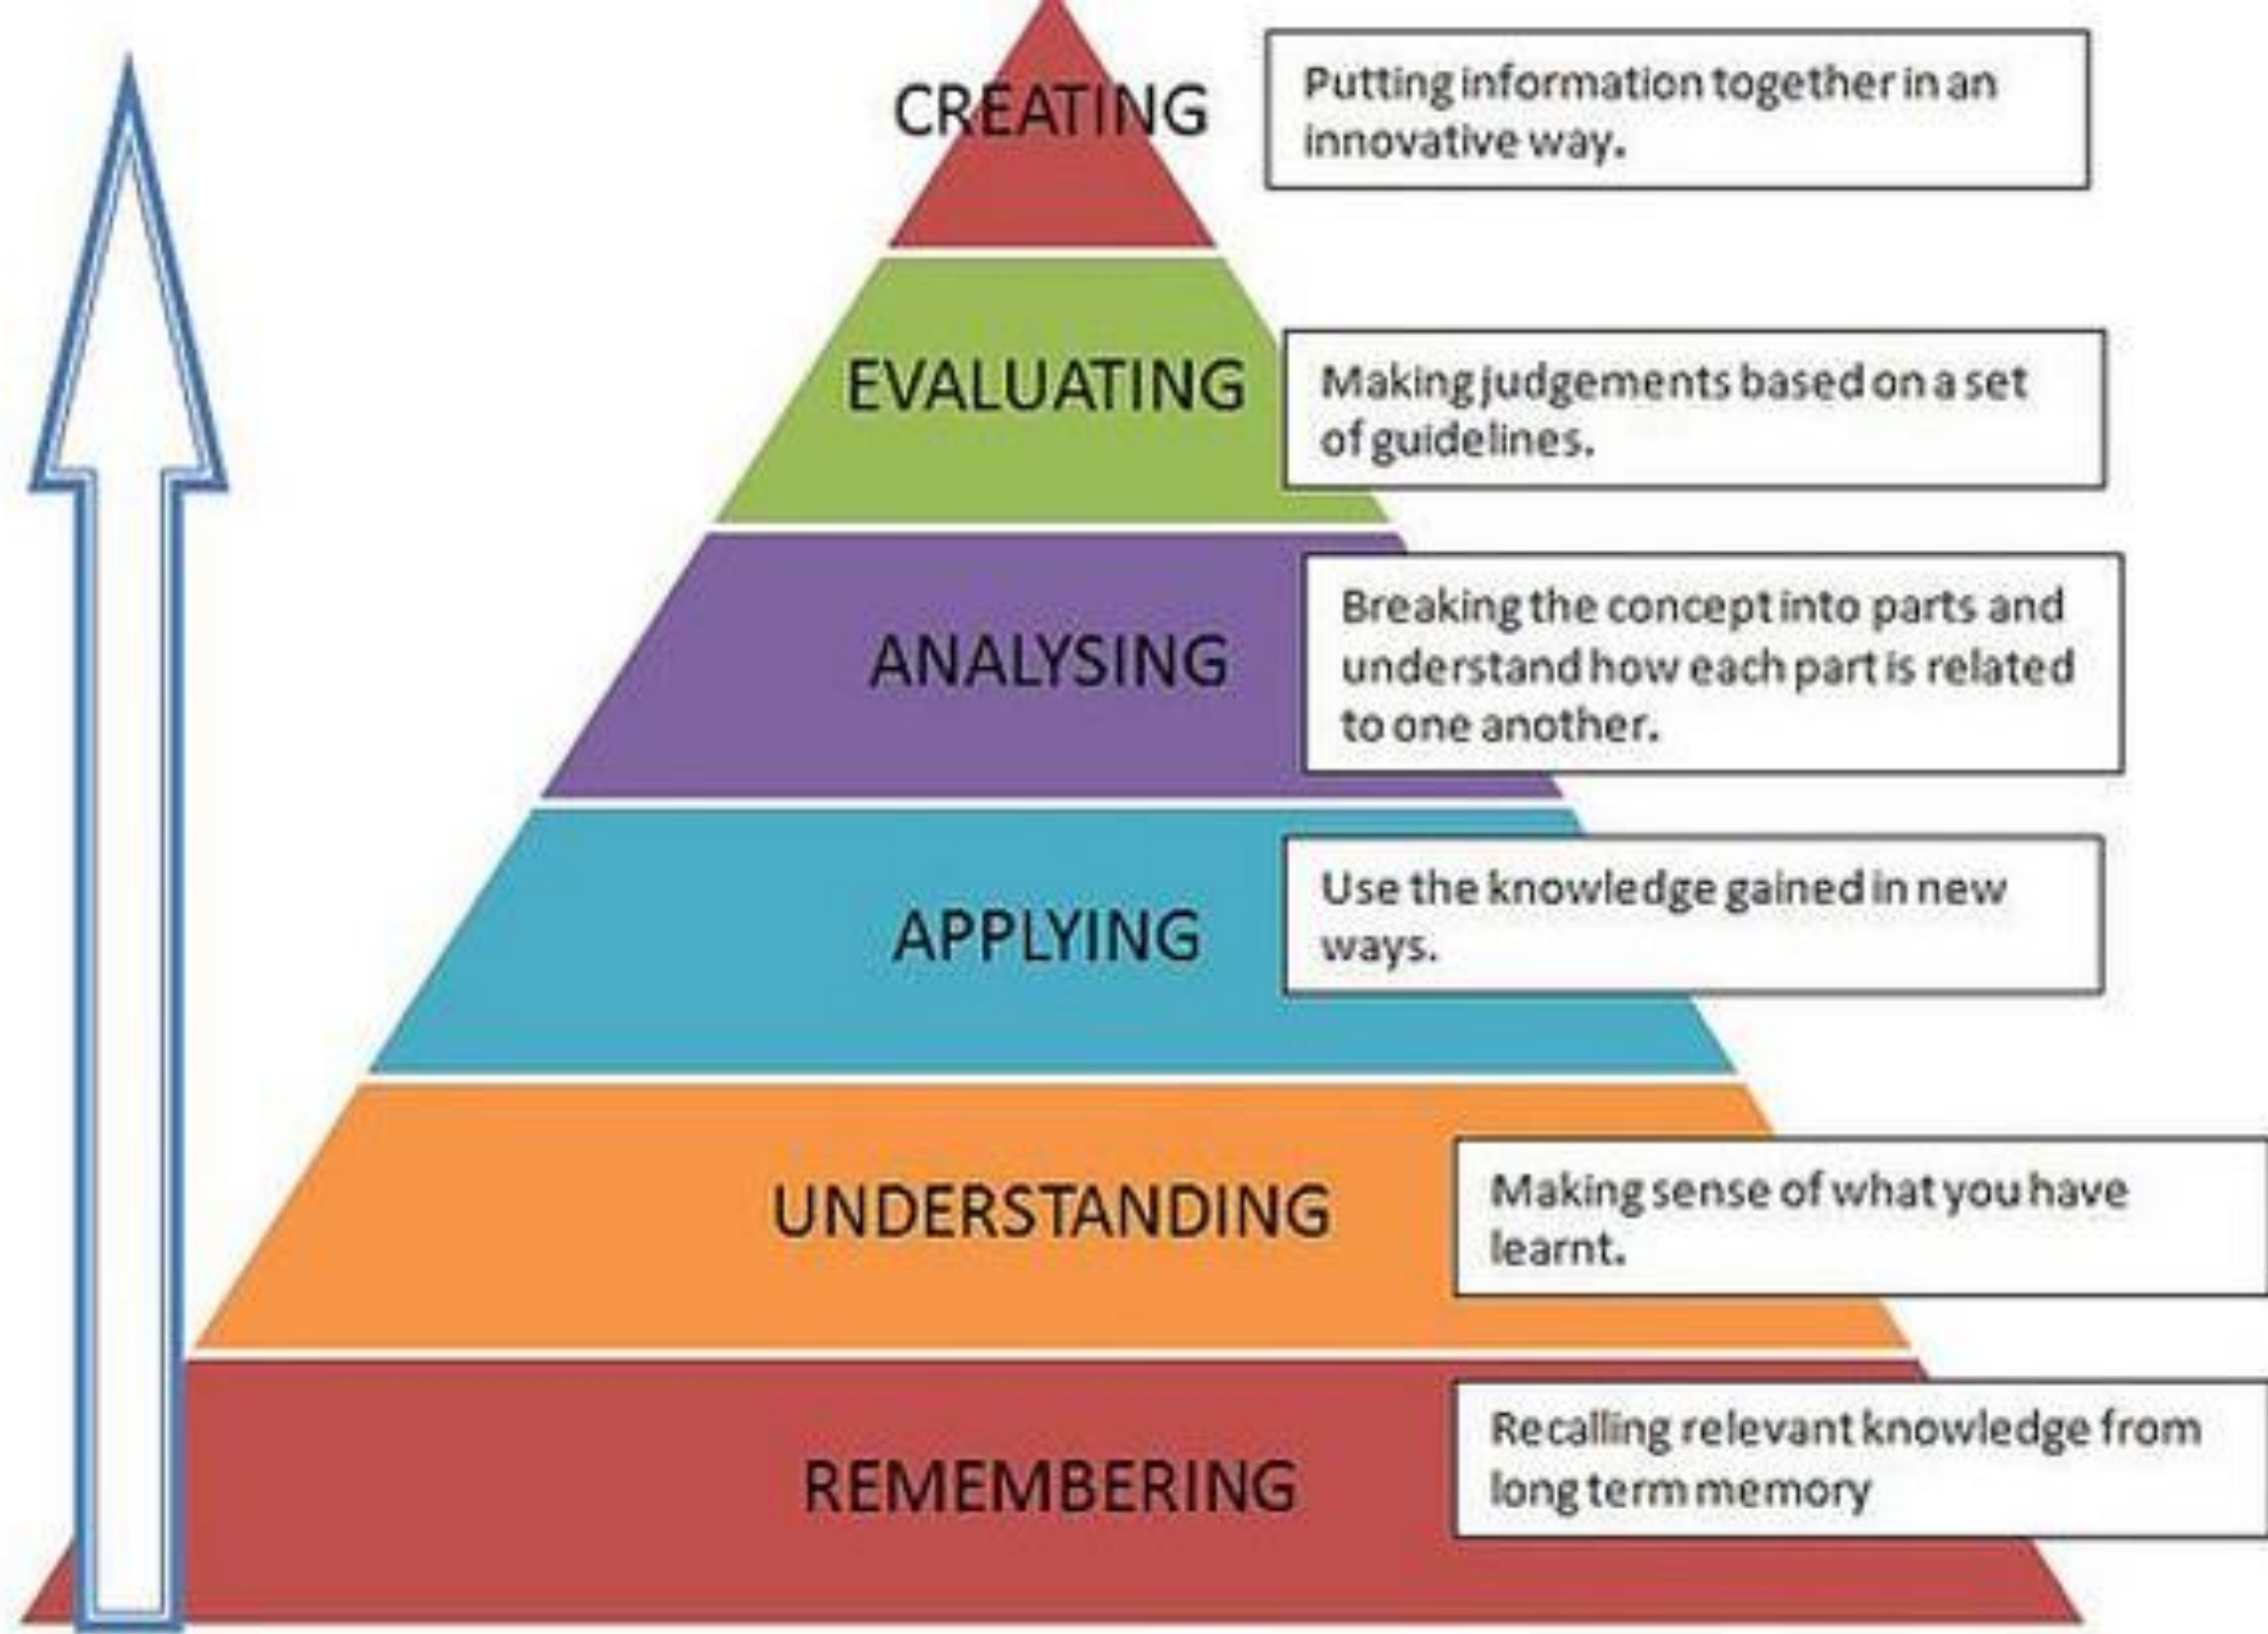 CREATING
Putting information together in an
innovative way.
EVALUATING
Making judgements based on a set
of guidelines.
ANALYSING
Breaking the concept into parts and
understand how each part is related
to one another.
APPLYING
Use the knowledge gained in new
ways.
UNDERSTANDING
Making sense of what you have
learnt.
REMEMBERING
Recalling relevant knowledge from
long term memory